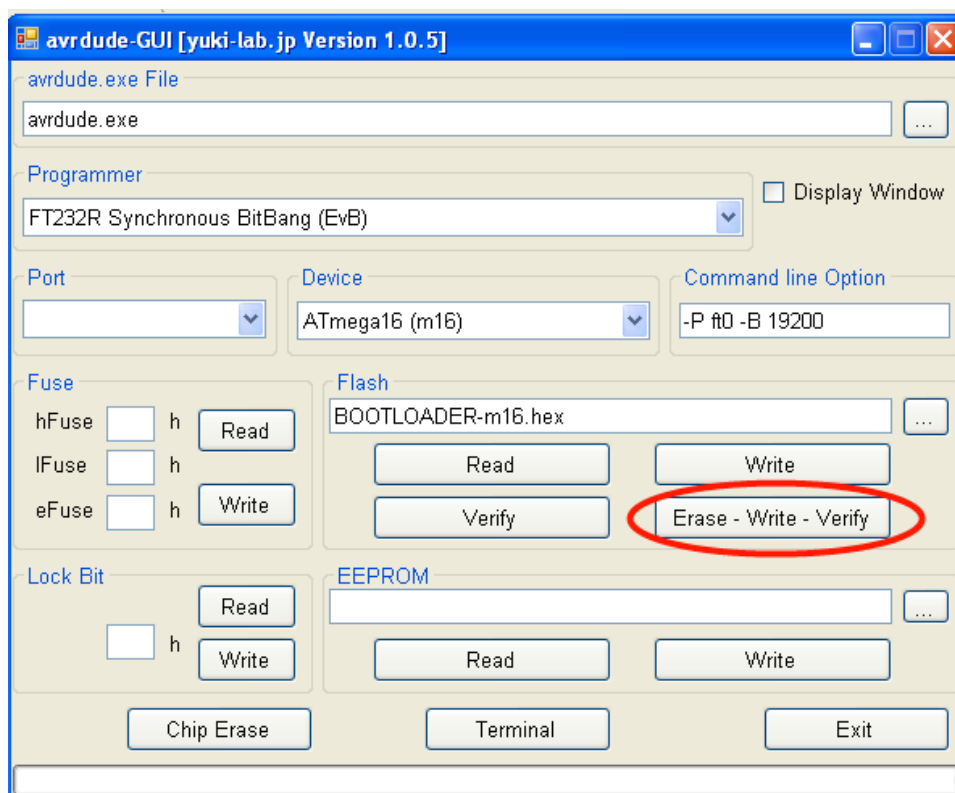 avrdude-GUI [yuki-lab.jp Version 1.0.5]
avrdude.exe File
avrdude.exe
...
Programmer
FT232R Synchronous BitBang (EvB)
Display Window
Port
Device
ATmega16 (m16)
Command line Option
-P ft0 -B 19200
Fuse
hFuse h
Read
lFuse h
eFuse h
Write
Flash
BOOTLOADER-m16.hex
...
Read Write
Verify Erase - Write - Verify
Lock Bit
Read
h
Write
EEPROM
...
Read Write
Chip Erase Terminal Exit